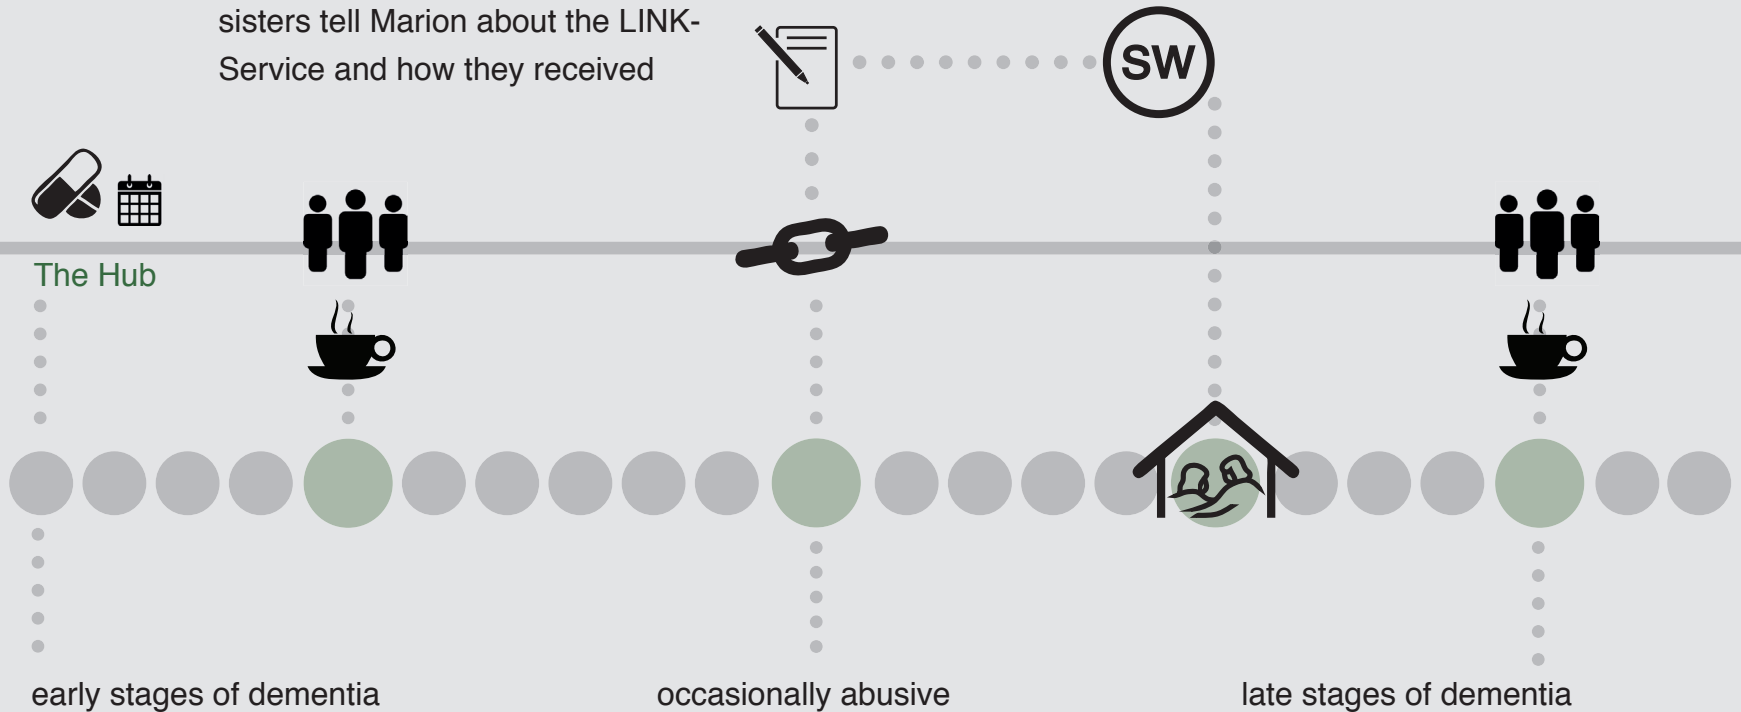 sisters tell Marion about the LINK-
Service and how they received
SW
The Hub
early stages of dementia
occasionally abusive
late stages of dementia